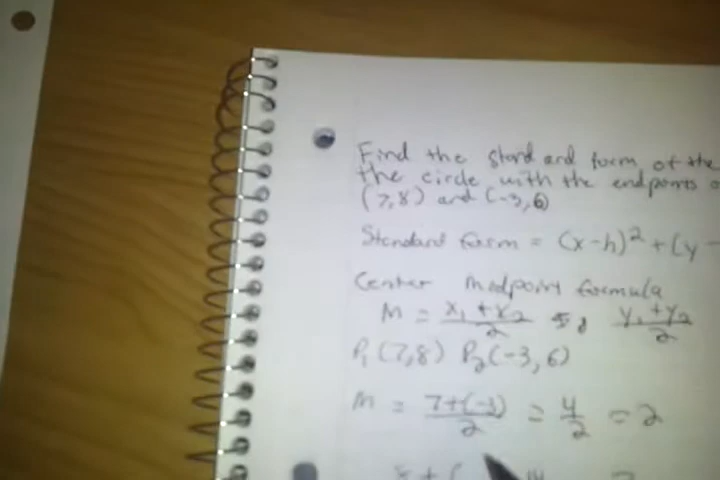 Find the standard form of the
the circle with the endpoints o
(7,8) and (-3,6)
Standard form = (x-h)² + (y -
Center Midpoint formula
M = x₁ + x₂ / 2 , y₁ + y₂ / 2
P₁ (7,8) P₂ (-3, 6)
M = 7+(-3) / 2 = 4 / 2 = 2
8 + (